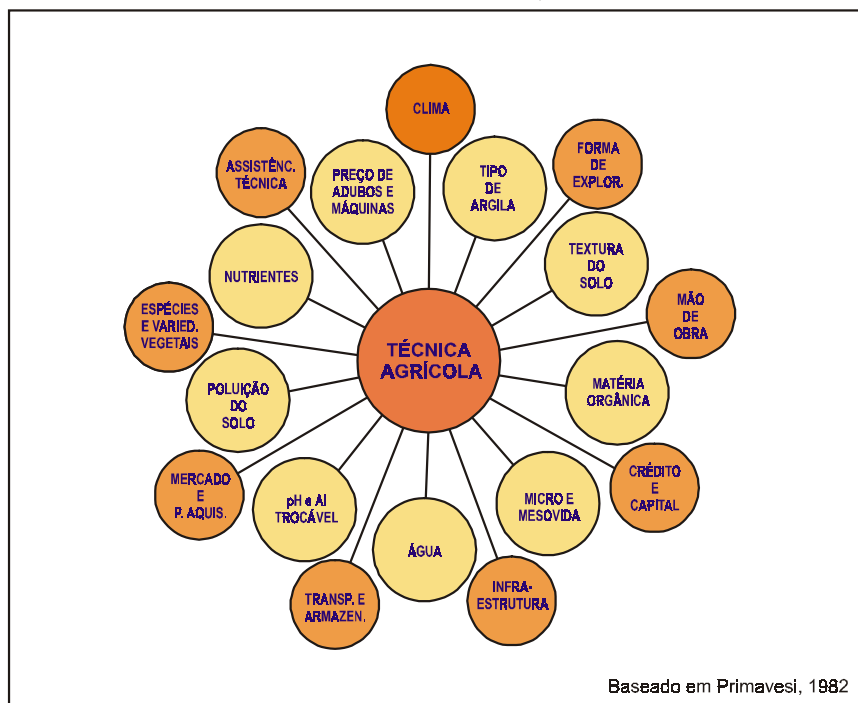 CLIMA
ASSISTÊNC.
TÉCNICA
PREÇO DE
ADUBOS E
MÁQUINAS
TIPO
DE
ARGILA
FORMA
DE
EXPLOR.
NUTRIENTES
TEXTURA
DO
SOLO
ESPÉCIES
E VARIED.
VEGETAIS
MÃO
DE
OBRA
TÉCNICA
AGRÍCOLA
POLUIÇÃO
DO
SOLO
MATÉRIA
ORGÂNICA
MERCADO
E
P. AQUIS.
CRÉDITO
E
CAPITAL
pH e Al
TROCÁVEL
MICRO E
MESOVIDA
ÁGUA
TRANSP. E
ARMAZEN.
INFRA-
ESTRUTURA
Baseado em Primavesi, 1982